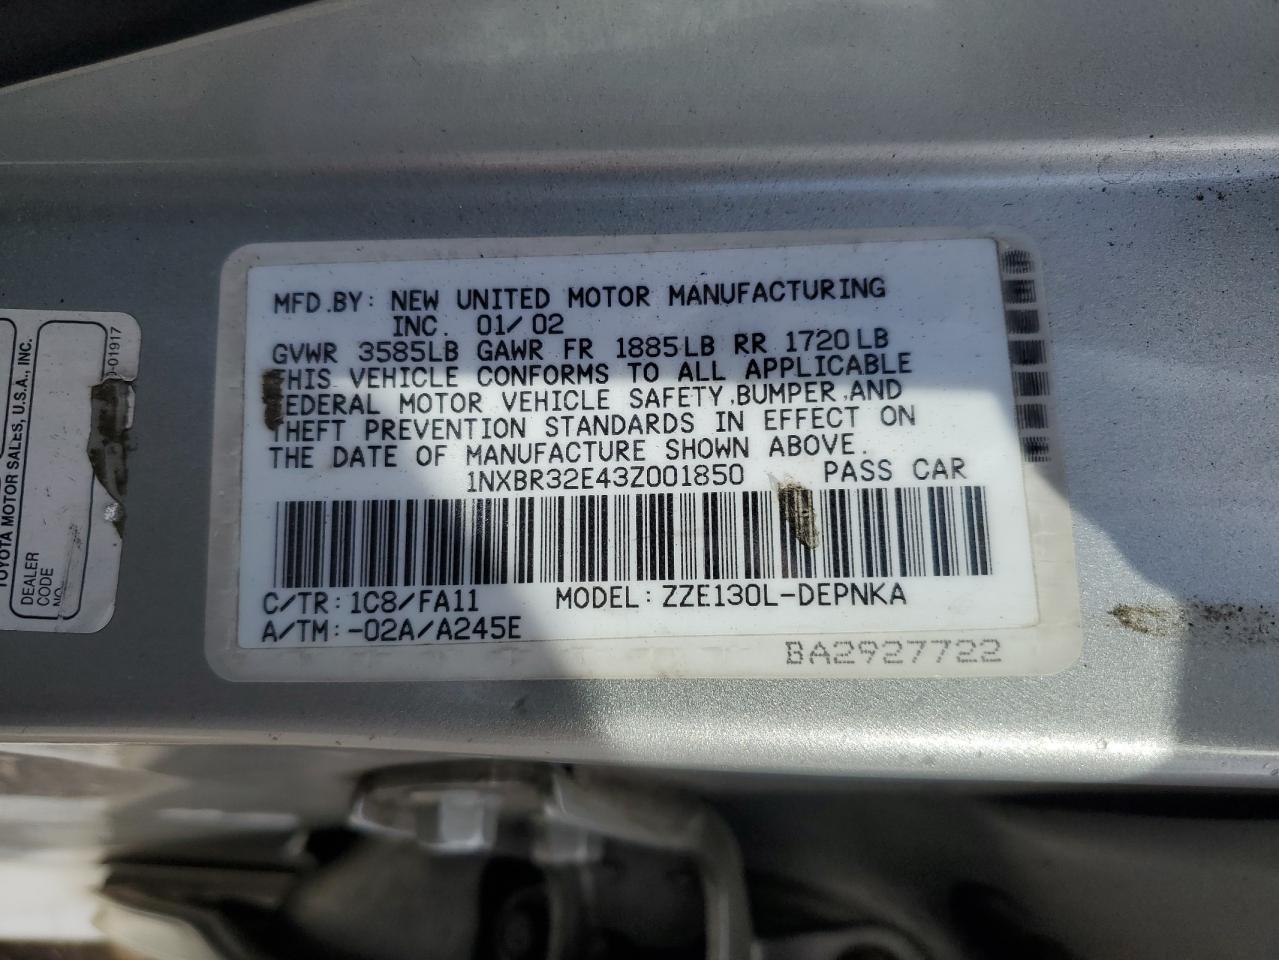 MFD.BY: NEW UNITED MOTOR MANUFACTURING
INC. 01/02
GVWR 3585LB GAWR FR 1885LB RR 1720LB
THIS VEHICLE CONFORMS TO ALL APPLICABLE
EDERAL MOTOR VEHICLE SAFETY,BUMPER,AND
THEFT PREVENTION STANDARDS IN EFFECT ON
THE DATE OF MANUFACTURE SHOWN ABOVE.
1NXBR32E43Z001850 PASS CAR
C/TR: 1C8/FA11 MODEL: ZZE130L-DEPNKA
A/TM: -02A/A245E
BA2927722
TOYOTA MOTOR SALES, U.S.A., INC.
DEALER
CODE
NO.
-01917